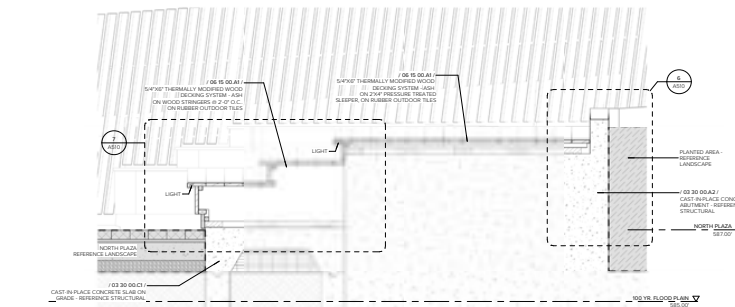 / 06 15 00.A1 /
5/4"X6" THERMALLY MODIFIED WOOD
DECKING SYSTEM - ASH
ON WOOD STRINGERS @ 2'-0" O.C.
ON RUBBER OUTDOOR TILES
/ 06 15 00.A1 /
5/4"X6" THERMALLY MODIFIED WOOD
DECKING SYSTEM - ASH
ON 2"X4" PRESSURE TREATED
SLEEPER, ON RUBBER OUTDOOR TILES
6
A510
7
A510
LIGHT
LIGHT
PLANTED AREA -
REFERENCE
LANDSCAPE
/ 03 30 00.A2 /
CAST-IN-PLACE CONC
ABUTMENT - REFEREN
STRUCTURAL
NORTH PLAZA
587.00'
NORTH PLAZA
REFERENCE LANDSCAPE
/ 03 30 00.C1 /
CAST-IN-PLACE CONCRETE SLAB ON
GRADE - REFERENCE STRUCTURAL
100 YR. FLOOD PLAIN
585.00'